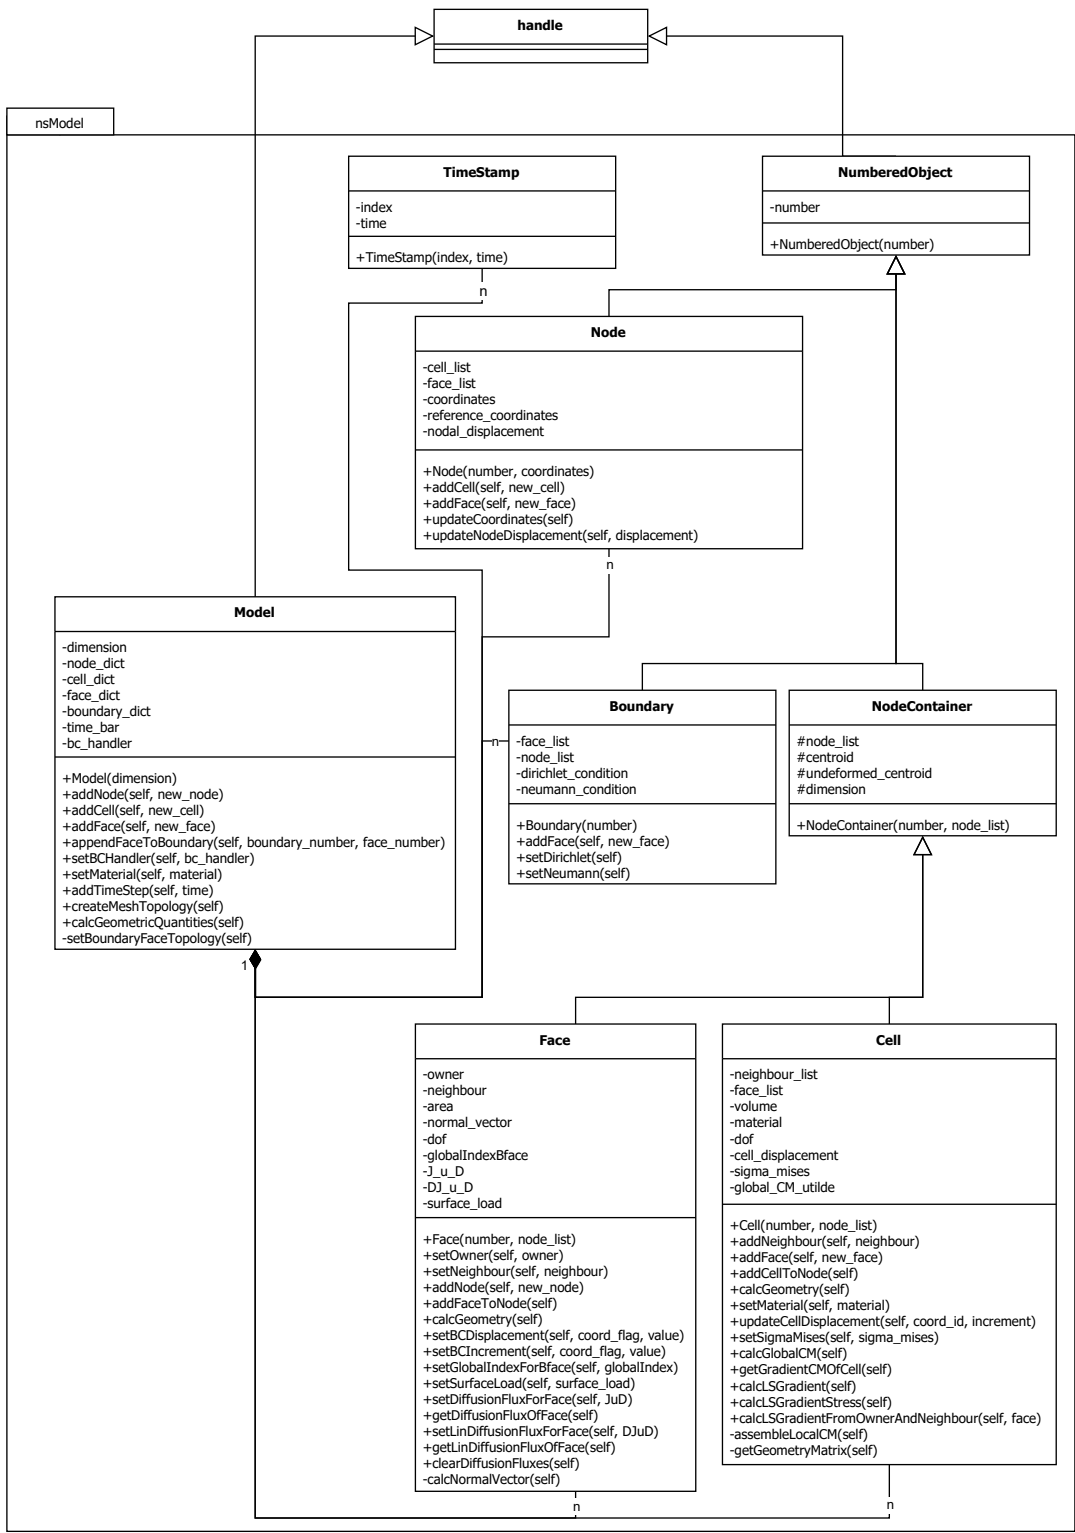 handle
nsModel
TimeStamp
-index
-time
+TimeStamp(index, time)
n
NumberedObject
-number
+NumberedObject(number)
Node
-cell_list
-face_list
-coordinates
-reference_coordinates
-nodal_displacement
+Node(number, coordinates)
+addCell(self, new_cell)
+addFace(self, new_face)
+updateCoordinates(self)
+updateNodeDisplacement(self, displacement)
n
Model
-dimension
-node_dict
-cell_dict
-face_dict
-boundary_dict
-time_bar
-bc_handler
+Model(dimension)
+addNode(self, new_node)
+addCell(self, new_cell)
+addFace(self, new_face)
+appendFaceToBoundary(self, boundary_number, face_number)
+setBCHandler(self, bc_handler)
+setMaterial(self, material)
+addTimeStep(self, time)
+createMeshTopology(self)
+calcGeometricQuantities(self)
-setBoundaryFaceTopology(self)
1
n
Boundary
-face_list
-node_list
-dirichlet_condition
-neumann_condition
+Boundary(number)
+addFace(self, new_face)
+setDirichlet(self)
+setNeumann(self)
NodeContainer
#node_list
#centroid
#undeformed_centroid
#dimension
+NodeContainer(number, node_list)
Face
-owner
-neighbour
-area
-normal_vector
-dof
-globalIndexBface
-J_u_D
-DJ_u_D
-surface_load
+Face(number, node_list)
+setOwner(self, owner)
+setNeighbour(self, neighbour)
+addNode(self, new_node)
+addFaceToNode(self)
+calcGeometry(self)
+setBCDisplacement(self, coord_flag, value)
+setBCIncrement(self, coord_flag, value)
+setGlobalIndexForBface(self, globalIndex)
+setSurfaceLoad(self, surface_load)
+setDiffusionFluxForFace(self, JuD)
+getDiffusionFluxOfFace(self)
+setLinDiffusionFluxForFace(self, DJuD)
+getLinDiffusionFluxOfFace(self)
+clearDiffusionFluxes(self)
-calcNormalVector(self)
n
Cell
-neighbour_list
-face_list
-volume
-material
-dof
-cell_displacement
-sigma_mises
-global_CM_utilde
+Cell(number, node_list)
+addNeighbour(self, neighbour)
+addFace(self, new_face)
+addCellToNode(self)
+calcGeometry(self)
+setMaterial(self, material)
+updateCellDisplacement(self, coord_id, increment)
+setSigmaMises(self, sigma_mises)
+calcGlobalCM(self)
+getGradientCMOfCell(self)
+calcLSGradient(self)
+calcLSGradientStress(self)
+calcLSGradientFromOwnerAndNeighbour(self, face)
-assembleLocalCM(self)
-getGeometryMatrix(self)
n